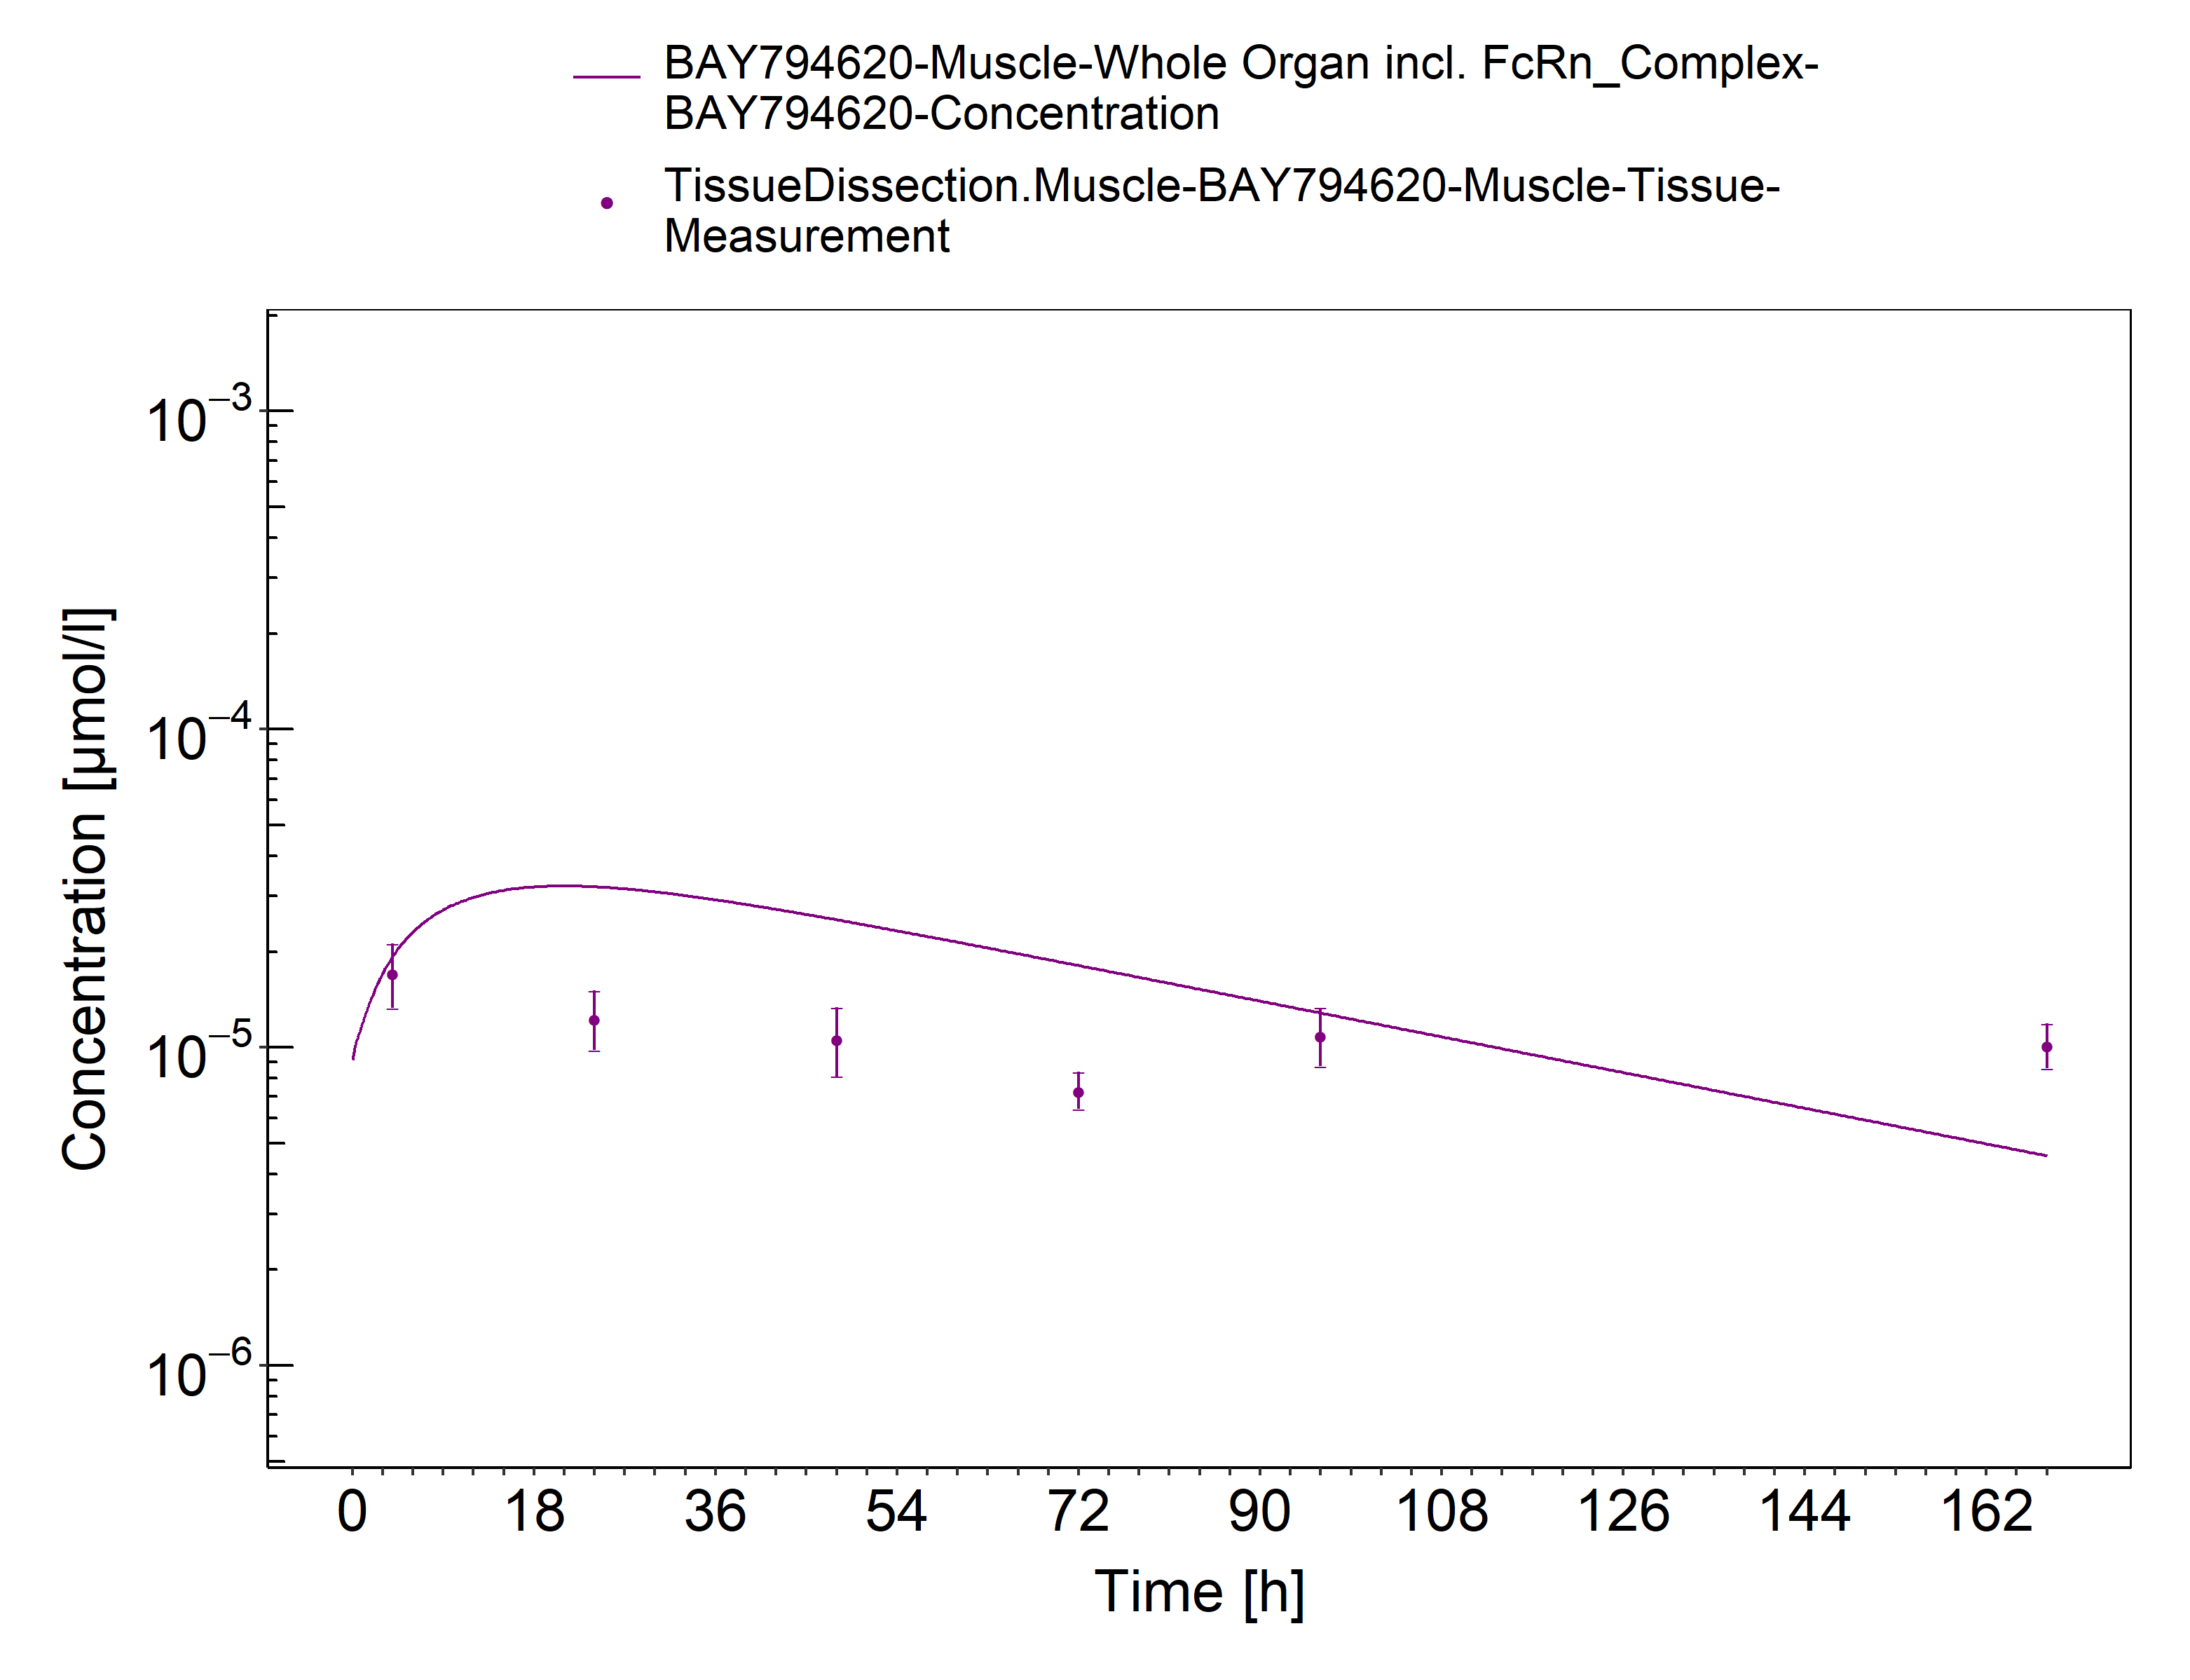 BAY794620-Muscle-Whole Organ incl. FcRn_Complex-
BAY794620-Concentration
TissueDissection.Muscle-BAY794620-Muscle-Tissue-
Measurement
Concentration [µmol/l]
10⁻³
10⁻⁴
10⁻⁵
10⁻⁶
0 18 36 54 72 90 108 126 144 162
Time [h]